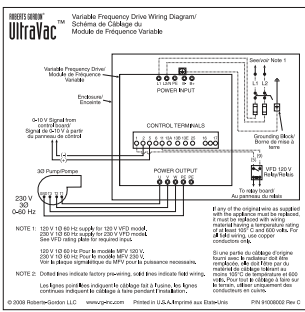 ROBERTS GORDON®
UltraVac™
Variable Frequency Drive Wiring Diagram/
Schéma de Câblage du
Module de Fréquence Variable
See/voir Note 1
Variable Frequency Drive/
Module de Fréquence
Variable
L1 L2
POWER INPUT
Enclosure/
Enceinte
0-10 V Signal from
control board/
Signal de 0-10 V à partir
du panneau de contrôle
CONTROL TERMINALS
Grounding Block/
Borne de mise à
terre
VFD 120 V
Relay/Relais
3Ø Pump/Pompe
To relay board/
Au panneau de relais
POWER OUTPUT
U V W PE PE
230 V
3Ø
0-60 Hz
NOTE 1: 120 V 1Ø 60 Hz supply for 120 V VFD model.
230 V 1Ø 60 Hz supply for 230 V VFD model.
See VFD rating plate for required input.
120 V 1Ø 60 Hz Pour le modèle MFV 120 V.
230 V 1Ø 60 Hz Pour le modèle MFV 230 V.
Voir la plaque signalétique du MFV pour la puissance nécessaire.
NOTE 2: Dotted lines indicate factory pre-wiring, solid lines indicate field wiring.
Les lignes pointillées indiquent câblage fait à l'usine, les lignes
continues indiquent le câblage à faire pendant l'installation.
If any of the original wire as supplied
with the appliance must be replaced,
it must be replaced with wiring
material having a temperature rating
of at least 105°C and 600 volts. For
all field wiring, use copper
conductors only.
Si une partie du câblage d'origine
fourni avec le radiateur doit être
remplacée, elle doit l'être par du
matériel de câblage tolérant au
moins 105°C de température et 600
volts. Pour tout le câblage à faire sur
le terrain, utiliser uniquement des
conducteurs en cuivre.
© 2008 Roberts-Gordon LLC www.rg-inc.com Printed in U.S.A./Imprimé aux Etats-Unis P/N 91008002 Rev C